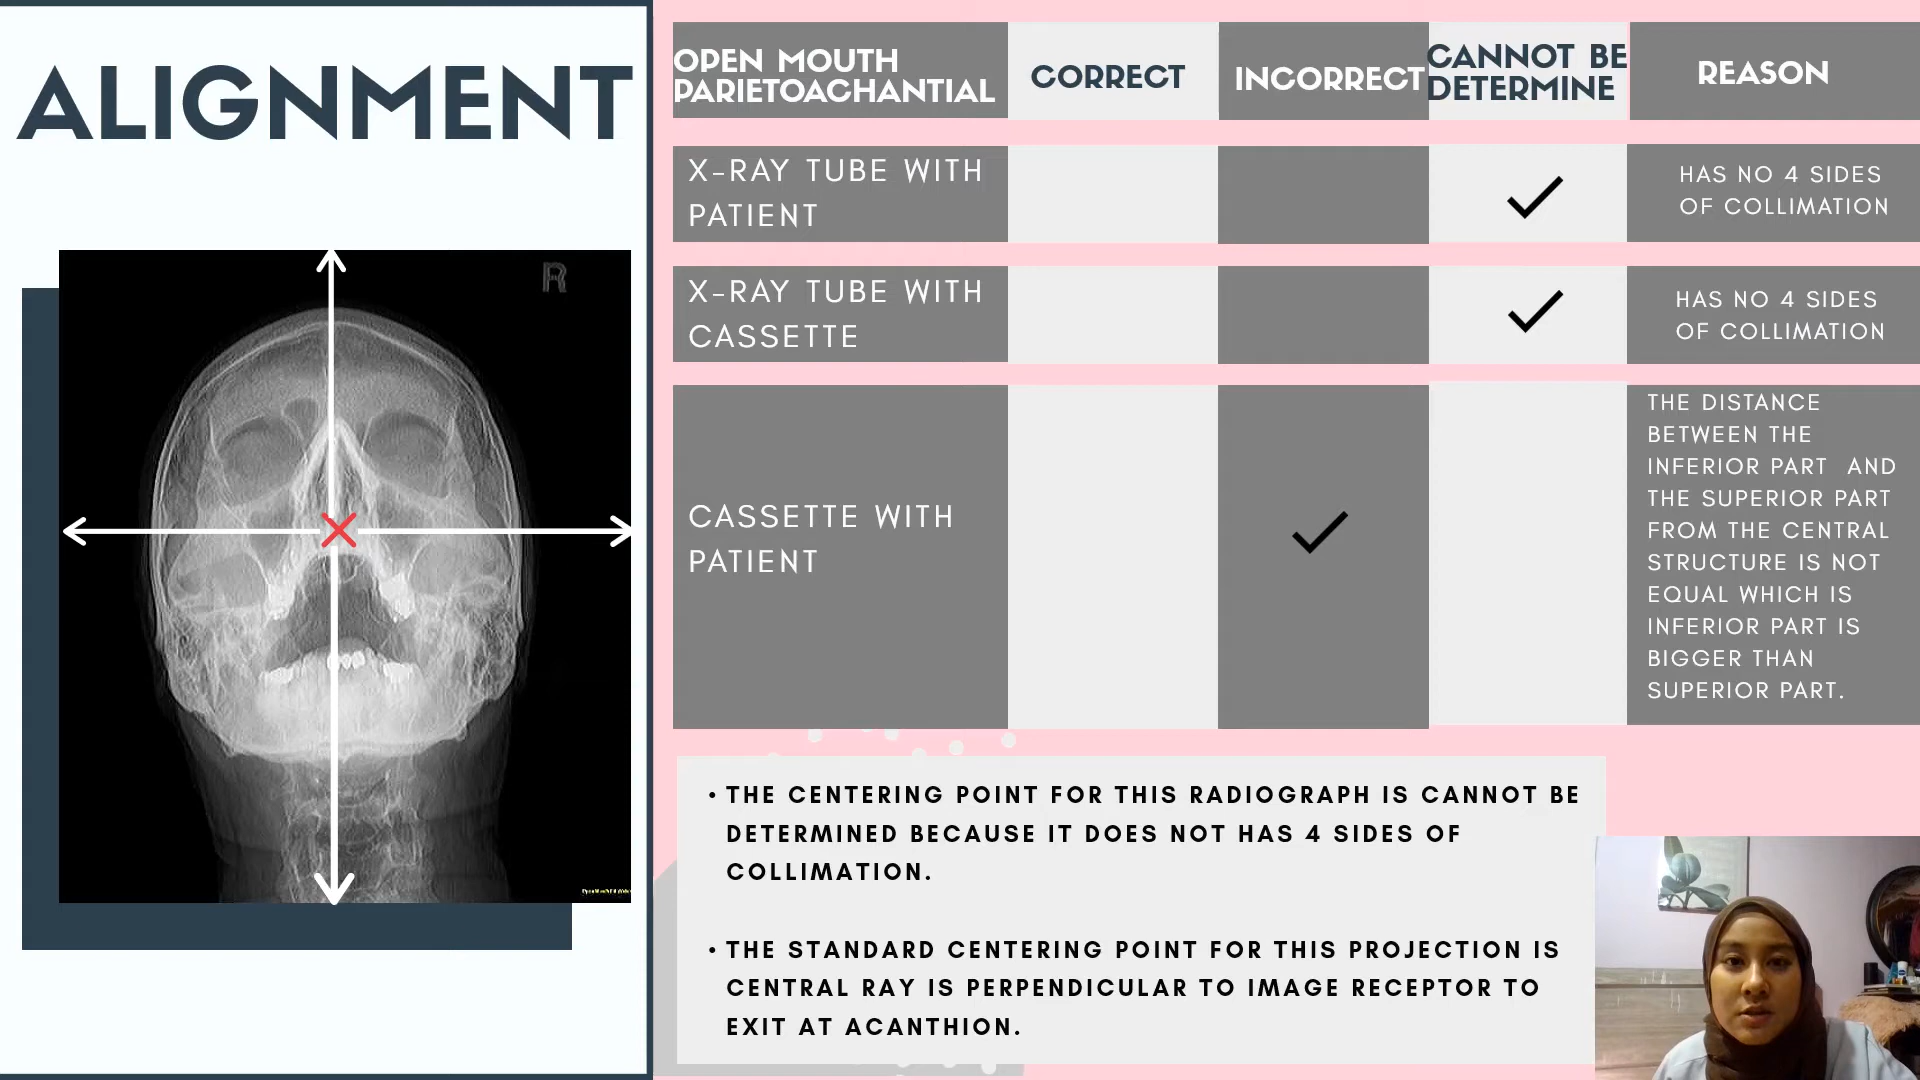 ALIGNMENT
R
OPEN MOUTH
PARIETOACHANTIAL
CORRECT
INCORRECT
CANNOT BE
DETERMINE
REASON
X-RAY TUBE WITH
PATIENT
HAS NO 4 SIDES
OF COLLIMATION
X-RAY TUBE WITH
CASSETTE
HAS NO 4 SIDES
OF COLLIMATION
CASSETTE WITH
PATIENT
THE DISTANCE
BETWEEN THE
INFERIOR PART AND
THE SUPERIOR PART
FROM THE CENTRAL
STRUCTURE IS NOT
EQUAL WHICH IS
INFERIOR PART IS
BIGGER THAN
SUPERIOR PART.
• THE CENTERING POINT FOR THIS RADIOGRAPH IS CANNOT BE
DETERMINED BECAUSE IT DOES NOT HAS 4 SIDES OF
COLLIMATION.
• THE STANDARD CENTERING POINT FOR THIS PROJECTION IS
CENTRAL RAY IS PERPENDICULAR TO IMAGE RECEPTOR TO
EXIT AT ACANTHION.